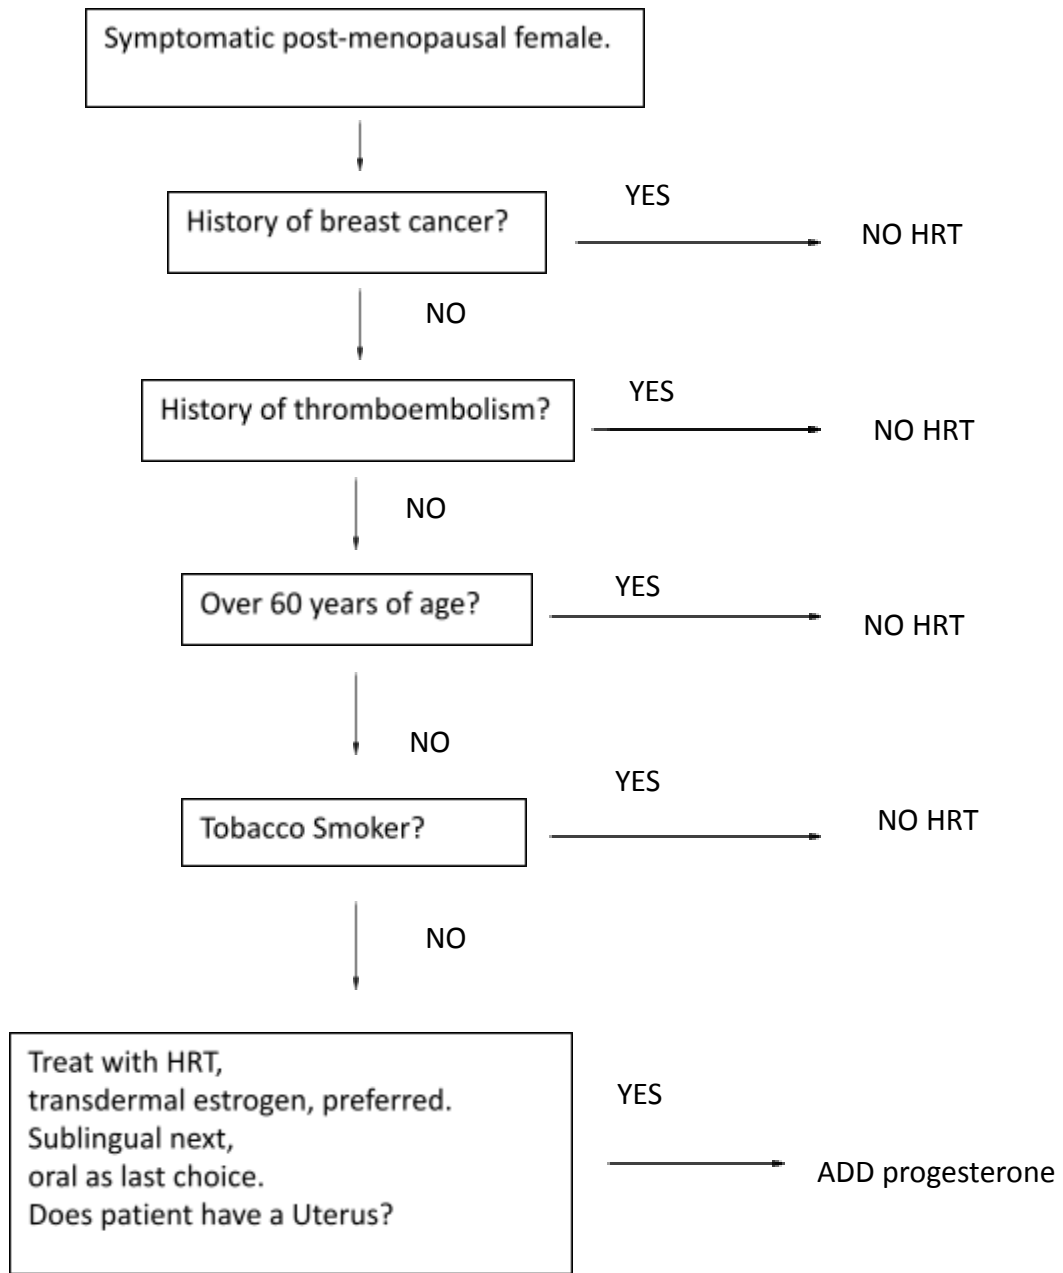 Symptomatic post-menopausal female.
History of breast cancer?
YES
NO HRT
NO
History of thromboembolism?
YES
NO HRT
NO
Over 60 years of age?
YES
NO HRT
NO
Tobacco Smoker?
YES
NO HRT
NO
Treat with HRT,
transdermal estrogen, preferred.
Sublingual next,
oral as last choice.
Does patient have a Uterus?
YES
ADD progesterone